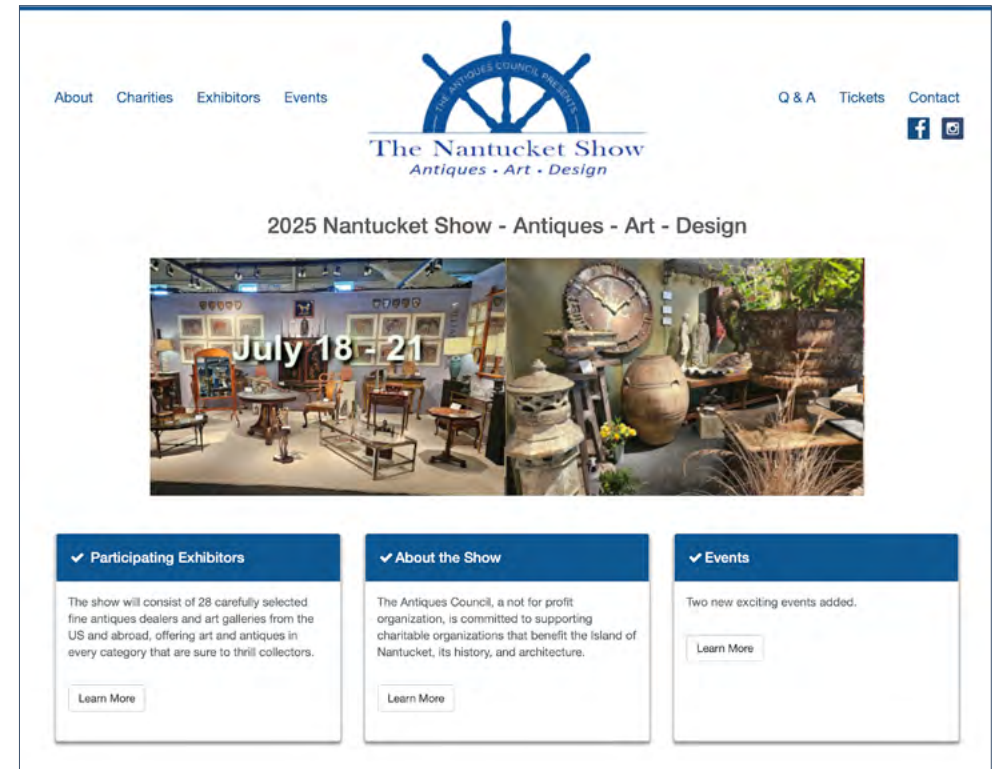 THE ANTIQUES COUNCIL PRESENTS
About Charities Exhibitors Events
Q & A Tickets Contact
The Nantucket Show
Antiques • Art • Design
2025 Nantucket Show - Antiques - Art - Design
July 18 - 21
Participating Exhibitors
The show will consist of 28 carefully selected
fine antiques dealers and art galleries from the
US and abroad, offering art and antiques in
every category that are sure to thrill collectors.
Learn More
About the Show
The Antiques Council, a not for profit
organization, is committed to supporting
charitable organizations that benefit the Island of
Nantucket, its history, and architecture.
Learn More
Events
Two new exciting events added.
Learn More